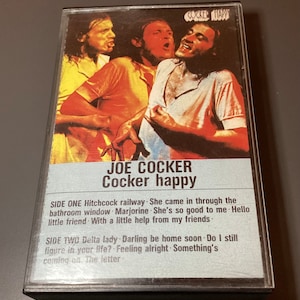 JOE COCKER
Cocker happy
SIDE ONE Hitchcock railway · She came in through the
bathroom window · Marjorine · She's so good to me · Hello
little friend · With a little help from my friends
SIDE TWO Delta lady · Darling be home soon · Do I still
figure in your life? · Feeling alright · Something's
coming on · The letter